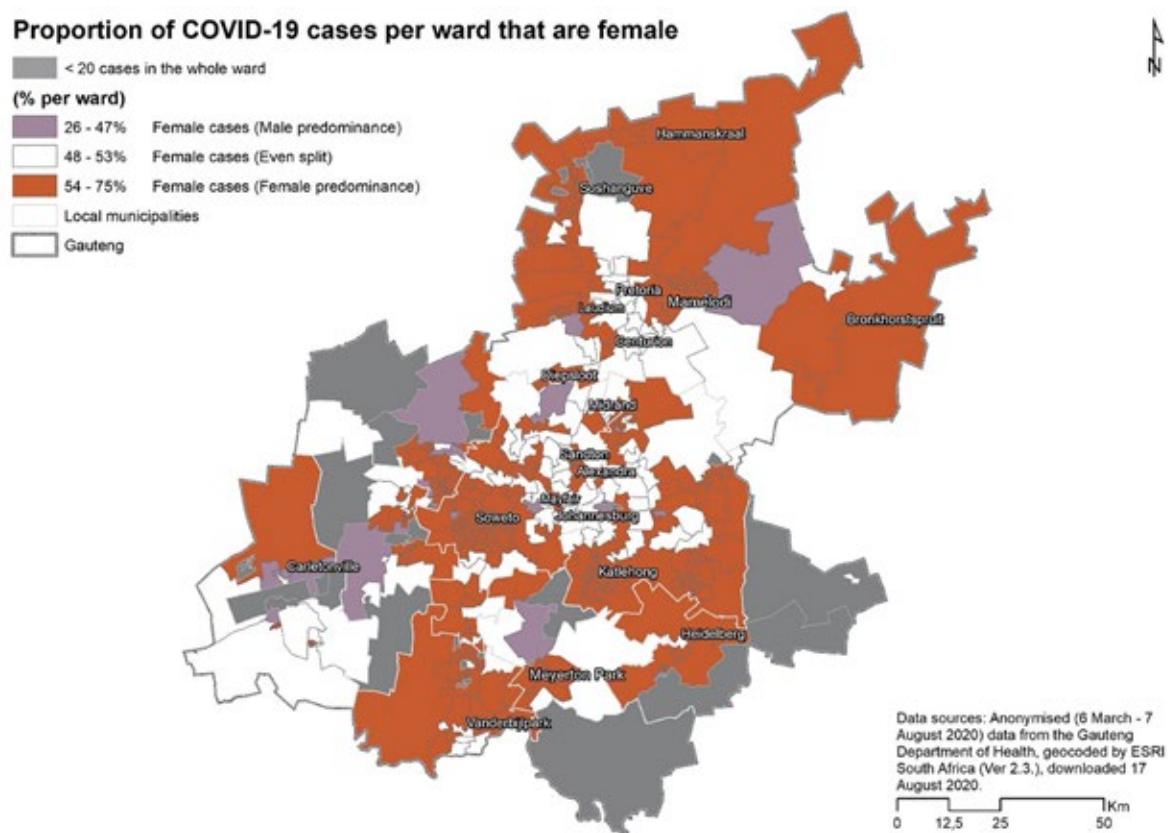 Proportion of COVID-19 cases per ward that are female
< 20 cases in the whole ward
(% per ward)
26 - 47% Female cases (Male predominance)
48 - 53% Female cases (Even split)
54 - 75% Female cases (Female predominance)
Local municipalities
Gauteng
N
Hammanskraal
Soshanguve
Pretoria
Mamelodi
Laudium
Bronkhorstspruit
Centurion
Diepsloot
Midrand
Sandton
Alexandra
Mayfair
Soweto
Johannesburg
Carletonville
Katlehong
Heidelberg
Meyerton Park
Vanderbijlpark
Data sources: Anonymised (6 March - 7
August 2020) data from the Gauteng
Department of Health, geocoded by ESRI
South Africa (Ver 2.3.), downloaded 17
August 2020.
Km
0 12,5 25 50